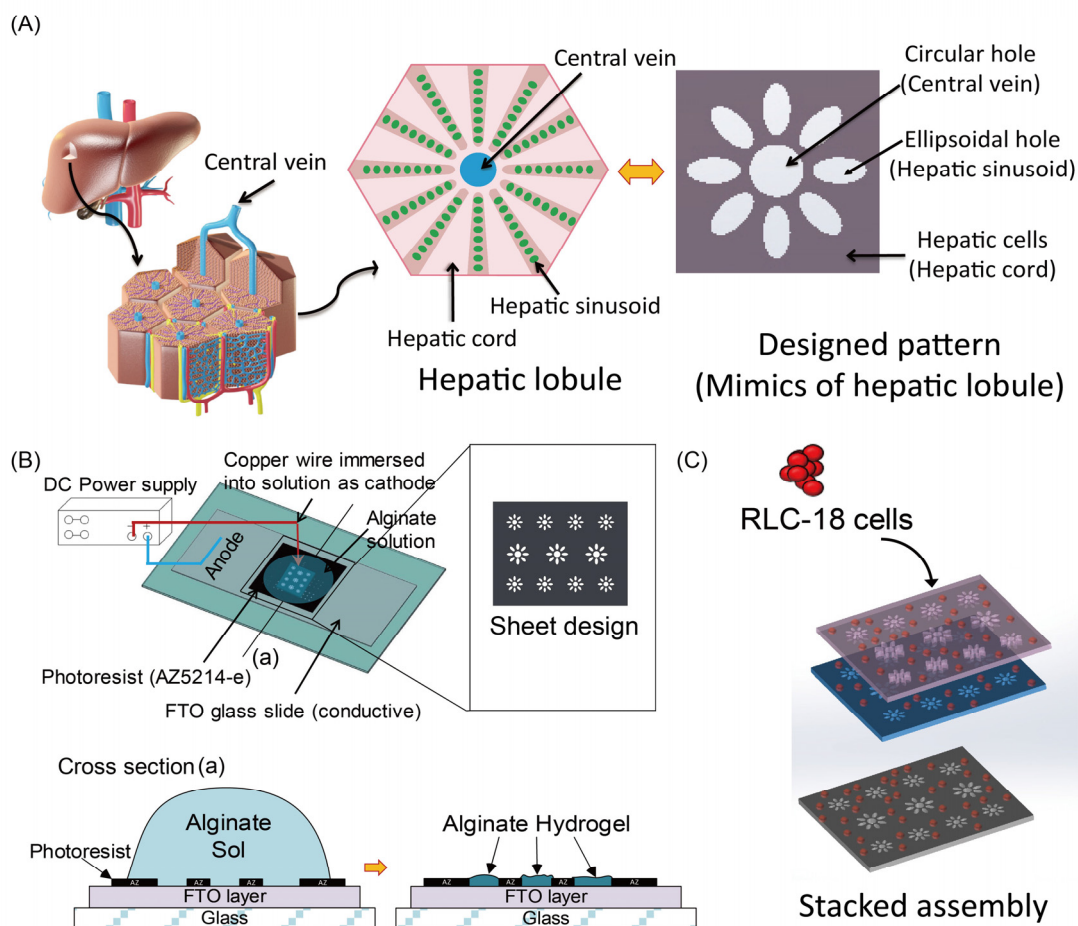 (A)
Central vein
Central vein
Hepatic sinusoid
Hepatic cord
Hepatic lobule
Circular hole
(Central vein)
Ellipsoidal hole
(Hepatic sinusoid)
Hepatic cells
(Hepatic cord)
Designed pattern
(Mimics of hepatic lobule)
(B)
DC Power supply
- +
Copper wire immersed
into solution as cathode
Alginate
solution
Anode
(a)
Photoresist (AZ5214-e)
FTO glass slide (conductive)
Sheet design
Cross section (a)
Alginate
Sol
Photoresist
AZ AZ AZ AZ
FTO layer
Glass
Alginate Hydrogel
AZ AZ AZ AZ
FTO layer
Glass
(C)
RLC-18 cells
Stacked assembly